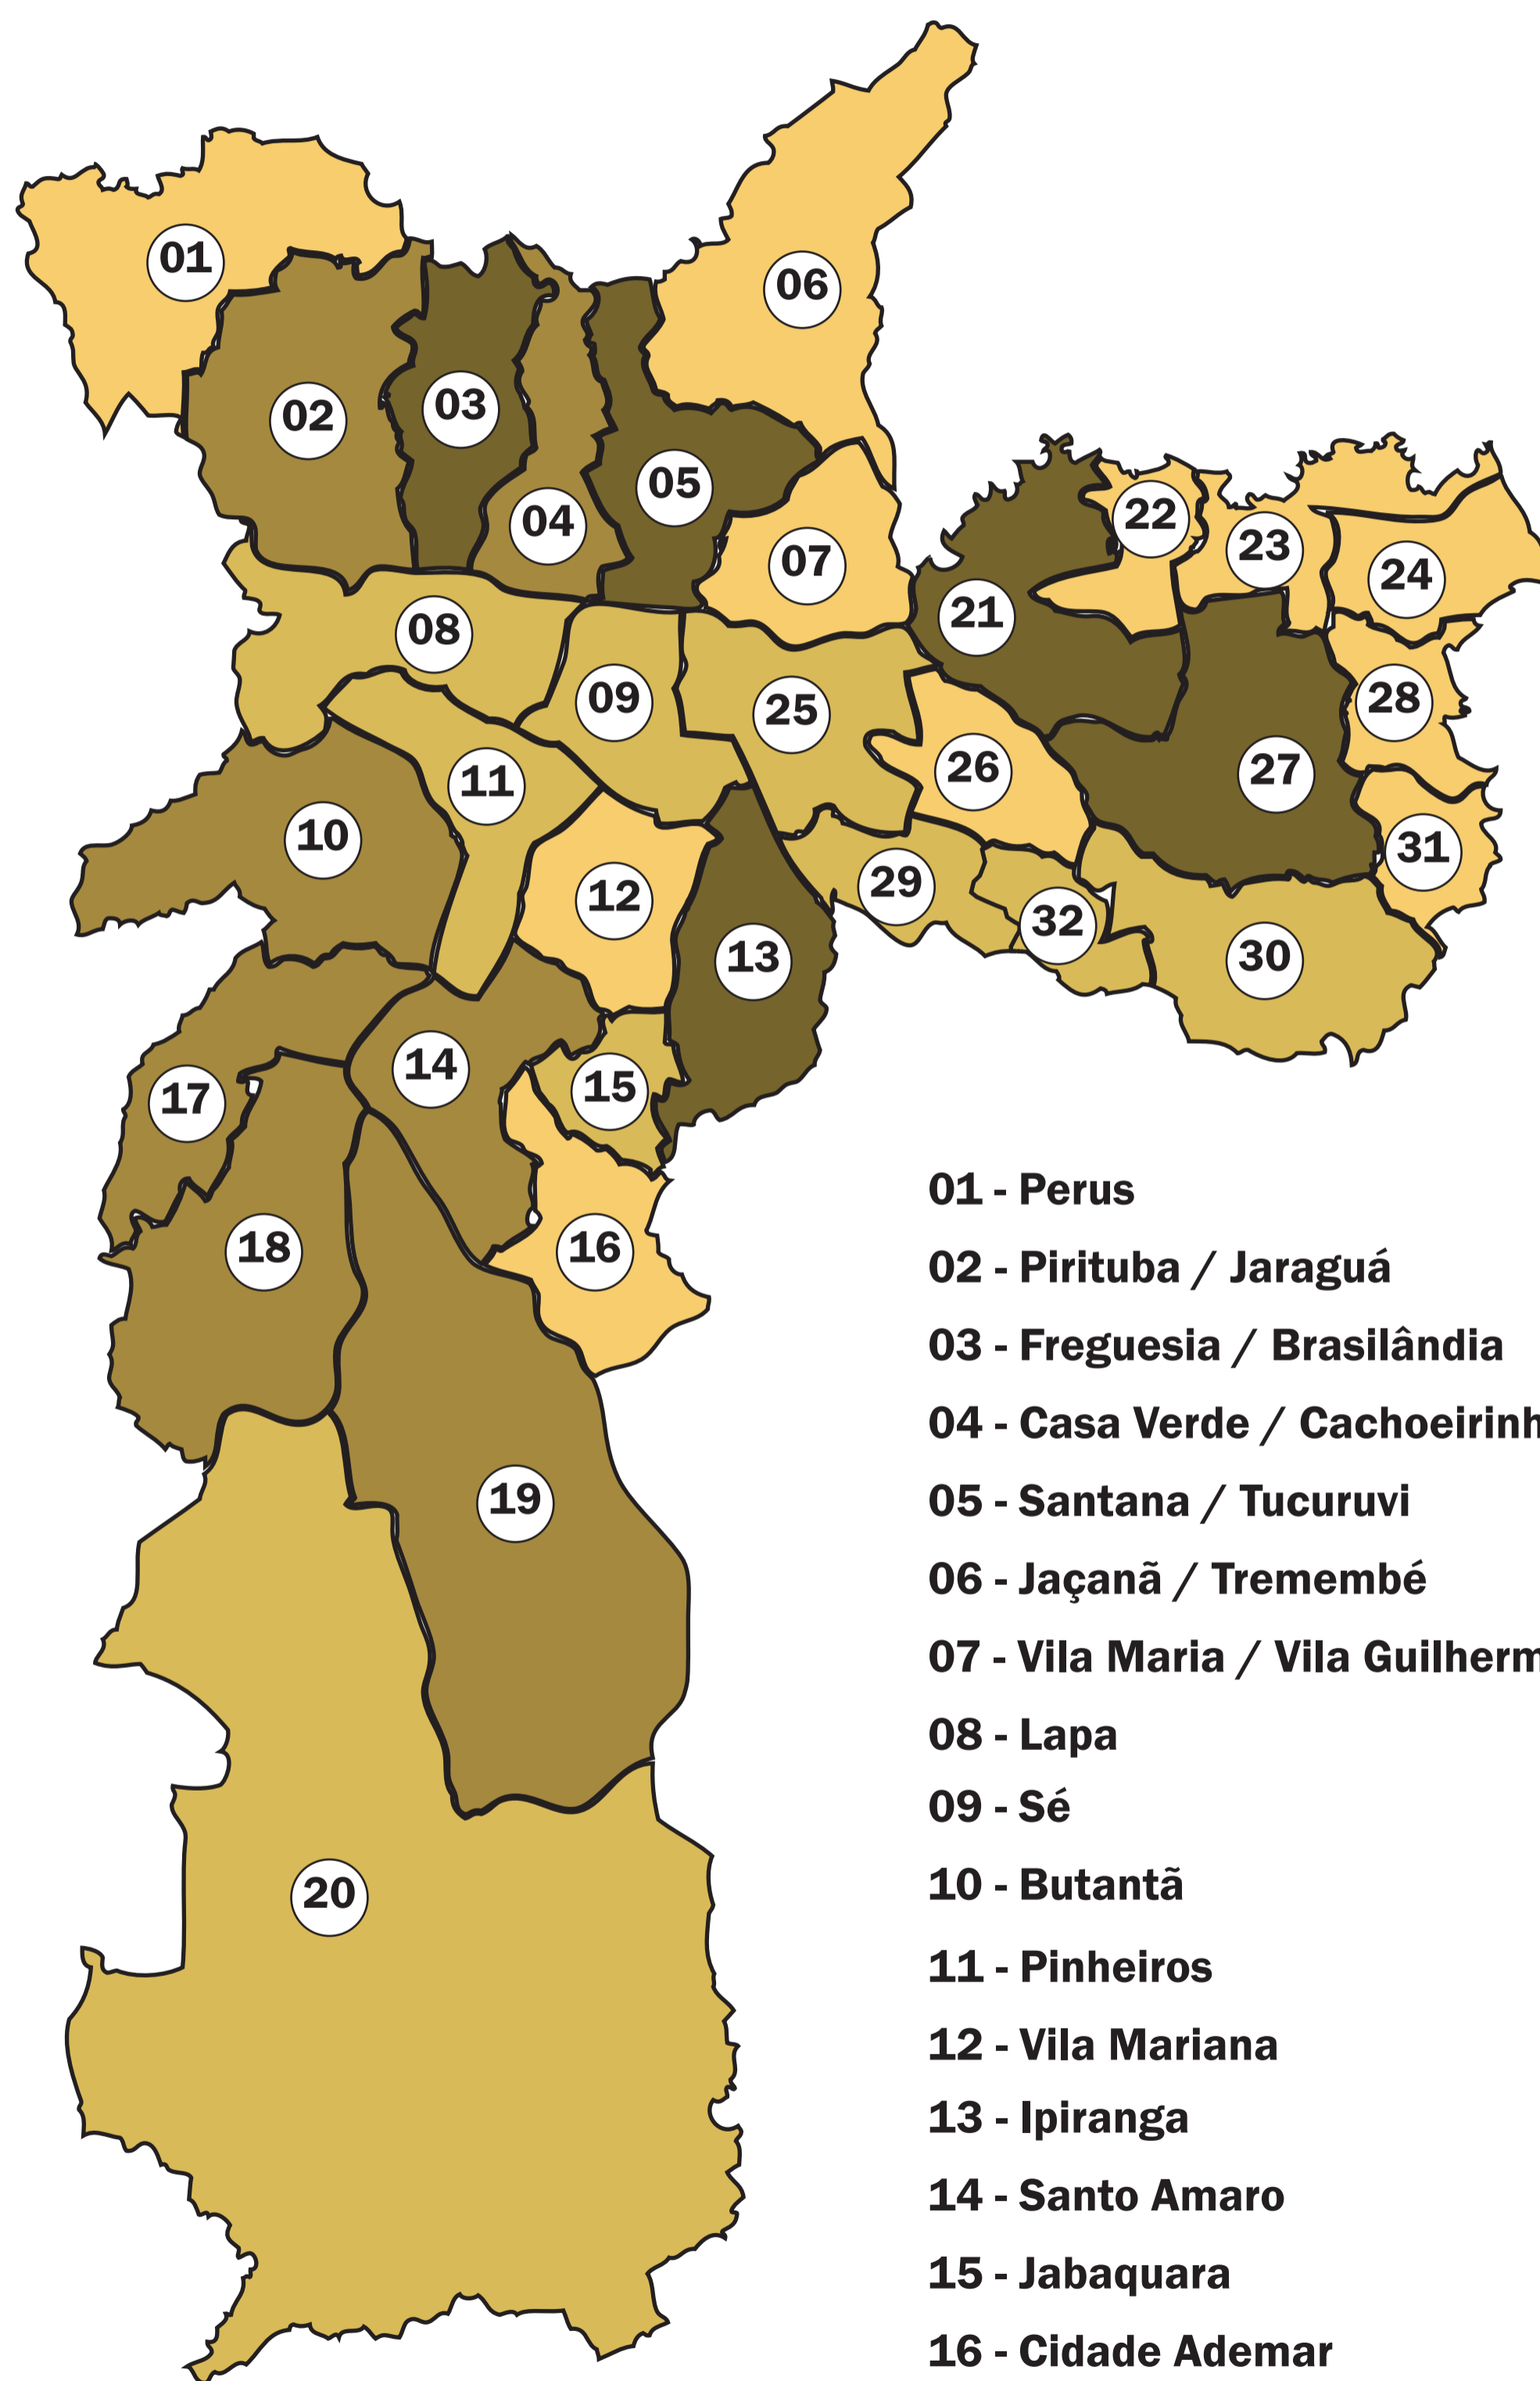 01
06
02
03
05
04
07
22
23
24
21
08
09
25
28
26
27
11
10
31
12
29
32
13
30
14
15
17
18
16
19
20
01 - Perus
02 - Pirituba / Jaraguá
03 - Freguesia / Brasilândia
04 - Casa Verde / Cachoeirinh
05 - Santana / Tucuruvi
06 - Jaçanã / Tremembé
07 - Vila Maria / Vila Guilherm
08 - Lapa
09 - Sé
10 - Butantã
11 - Pinheiros
12 - Vila Mariana
13 - Ipiranga
14 - Santo Amaro
15 - Jabaquara
16 - Cidade Ademar